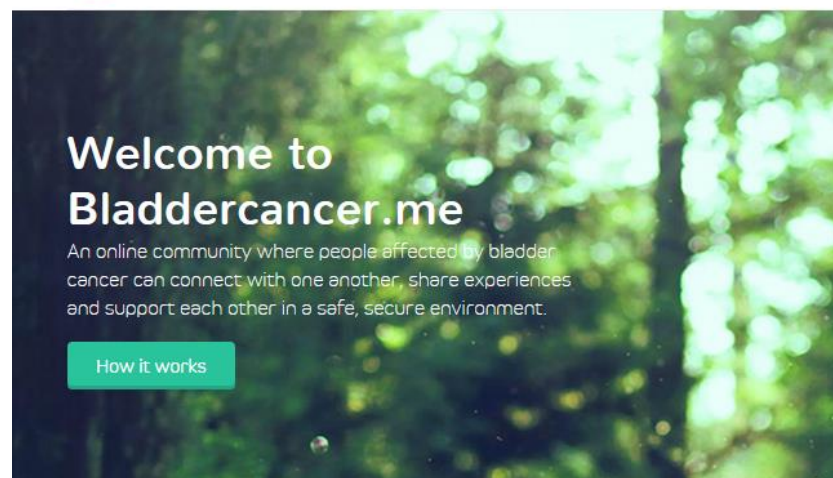 Welcome to
Bladdercancer.me
An online community where people affected by bladder
cancer can connect with one another, share experiences
and support each other in a safe, secure environment.
How it works